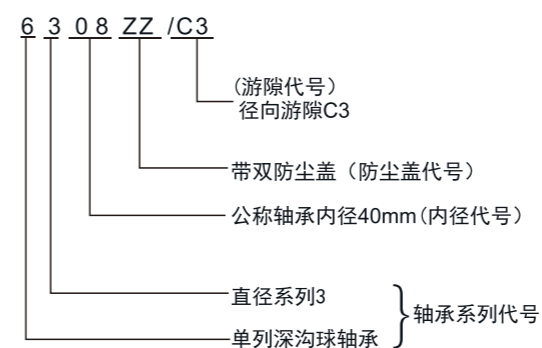 6 3 08 ZZ /C3
(游隙代号）
径向游隙C3
带双防尘盖（防尘盖代号）
公称轴承内径40mm(内径代号）
直径系列3
轴承系列代号
单列深沟球轴承